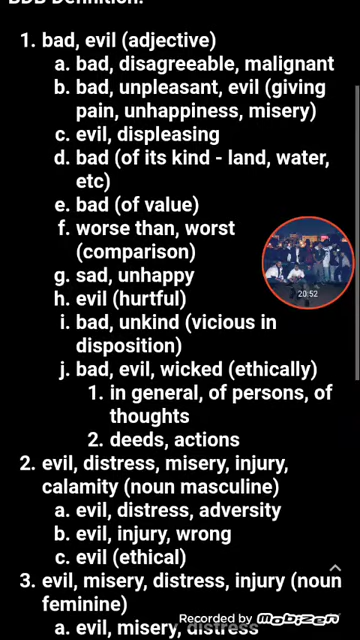 BDB Definition:
1. bad, evil (adjective)
a. bad, disagreeable, malignant
b. bad, unpleasant, evil (giving
pain, unhappiness, misery)
c. evil, displeasing
d. bad (of its kind - land, water,
etc)
e. bad (of value)
f. worse than, worst
(comparison)
g. sad, unhappy
h. evil (hurtful)
i. bad, unkind (vicious in
disposition)
j. bad, evil, wicked (ethically)
1. in general, of persons, of
thoughts
2. deeds, actions
2. evil, distress, misery, injury,
calamity (noun masculine)
a. evil, distress, adversity
b. evil, injury, wrong
c. evil (ethical)
3. evil, misery, distress, injury (noun
feminine)
a. evil, misery, distress
20:52
Recorded by mobizen